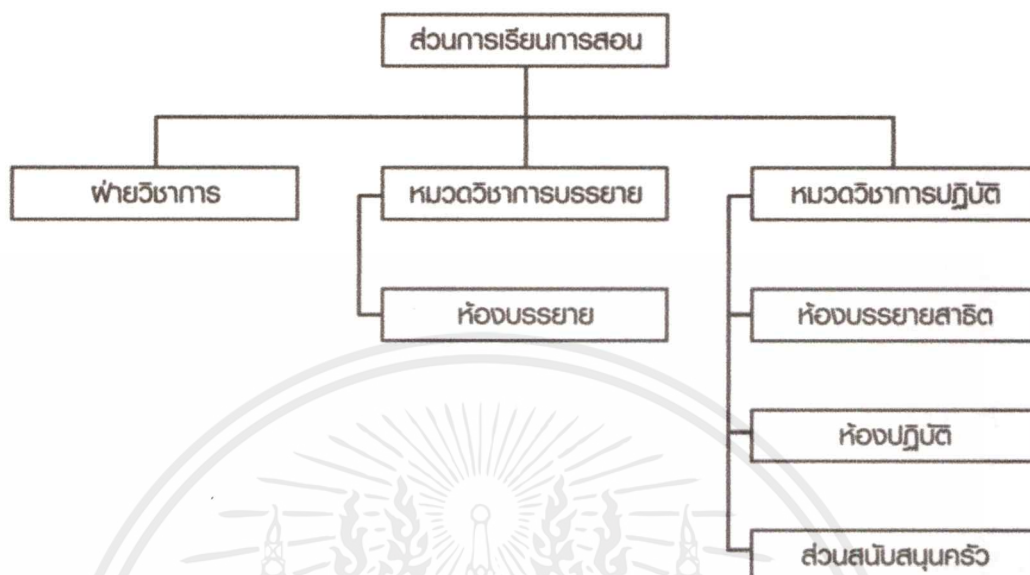 ส่วนการเรียนการสอน
ฝ่ายวิชาการ
หมวดวิชาการบรรยาย
หมวดวิชาการปฏิบัติ
ห้องบรรยาย
ห้องบรรยายสาธิต
ห้องปฏิบัติ
ส่วนสนับสนุนครัว